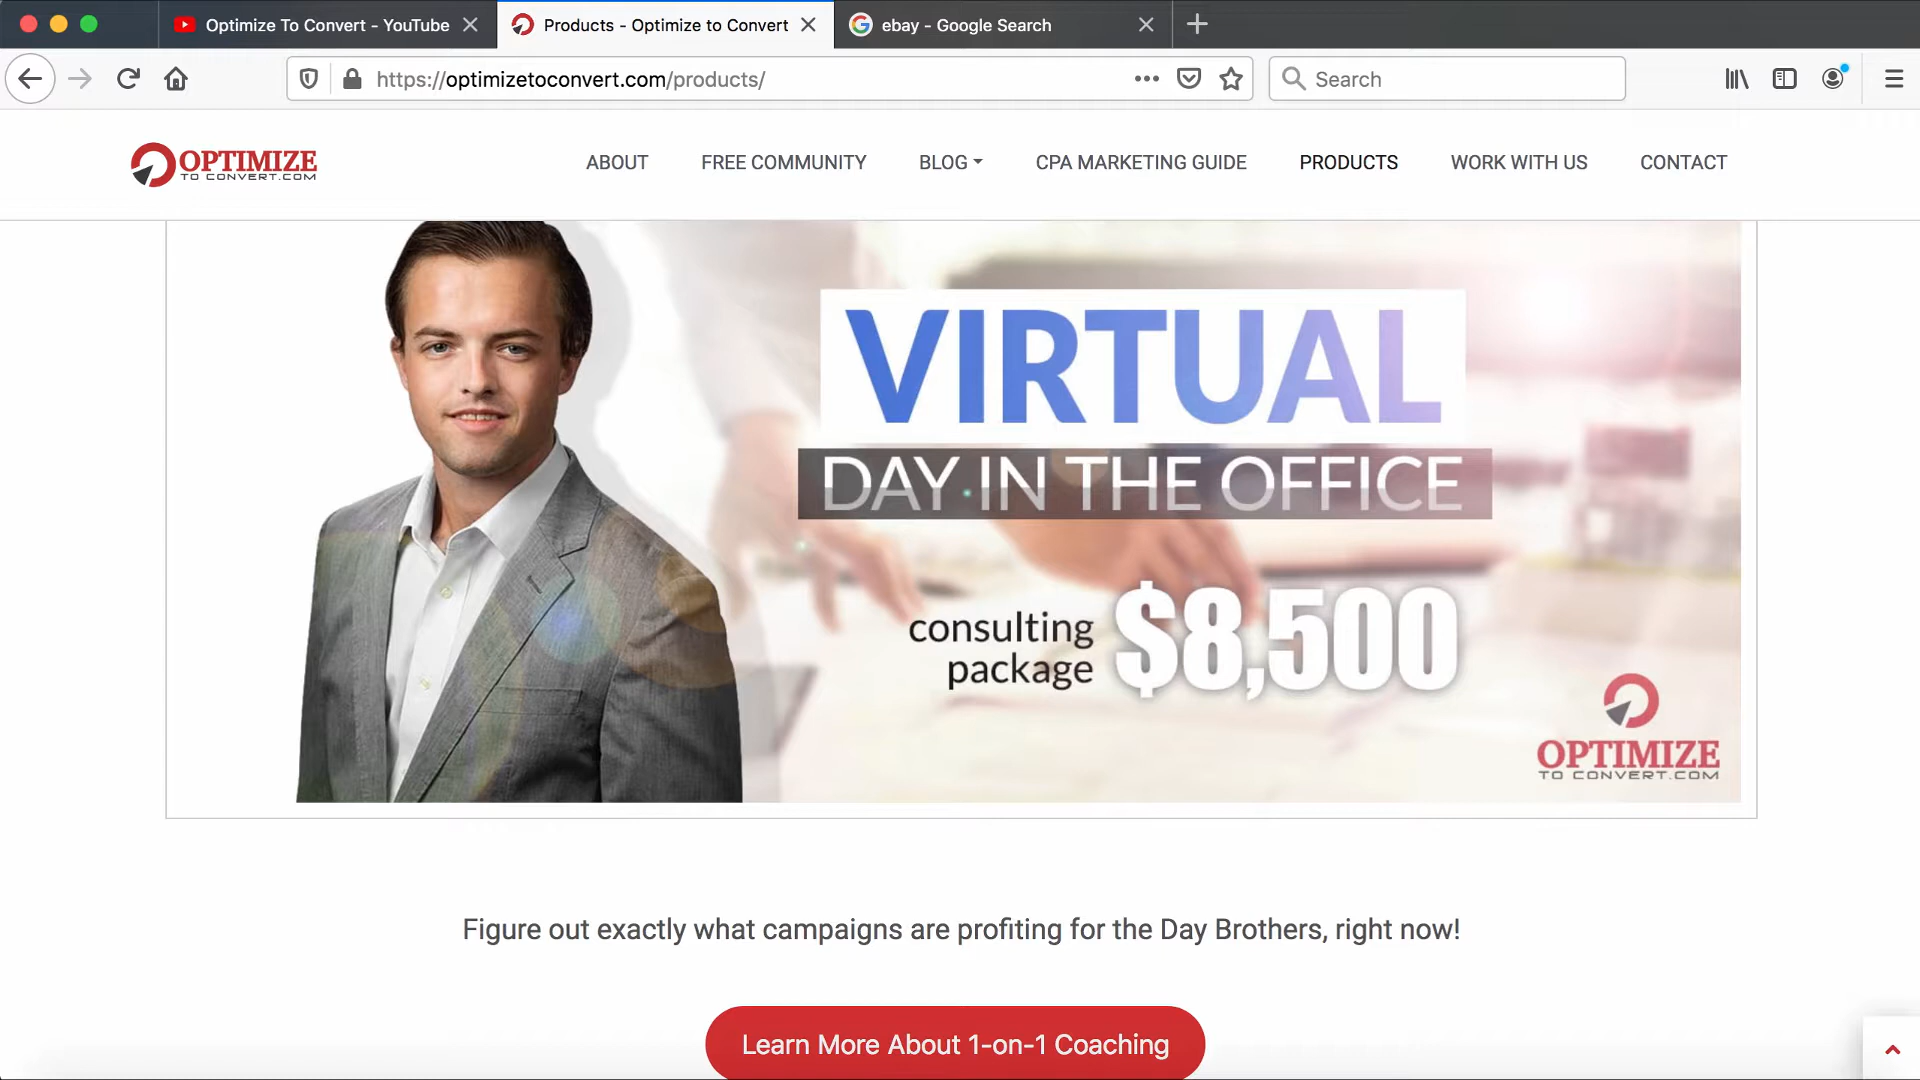 Optimize To Convert - YouTube
Products - Optimize to Convert
ebay - Google Search
https://optimizetoconvert.com/products/
Search
OPTIMIZE
TO CONVERT.COM
ABOUT
FREE COMMUNITY
BLOG
CPA MARKETING GUIDE
PRODUCTS
WORK WITH US
CONTACT
VIRTUAL
DAY IN THE OFFICE
consulting
package
$8,500
OPTIMIZE
TO CONVERT.COM
Figure out exactly what campaigns are profiting for the Day Brothers, right now!
Learn More About 1-on-1 Coaching